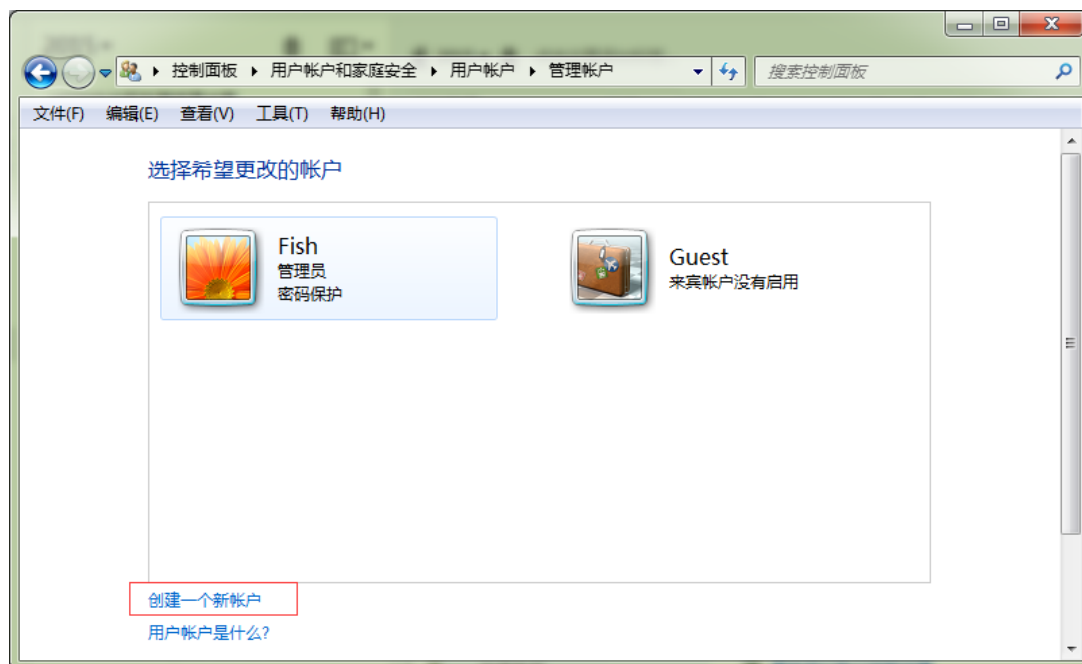 控制面板 用户帐户和家庭安全 用户帐户 管理帐户 搜索控制面板
文件(F) 编辑(E) 查看(V) 工具(T) 帮助(H)
选择希望更改的帐户
Fish
管理员
密码保护
Guest
来宾帐户没有启用
创建一个新帐户
用户帐户是什么?